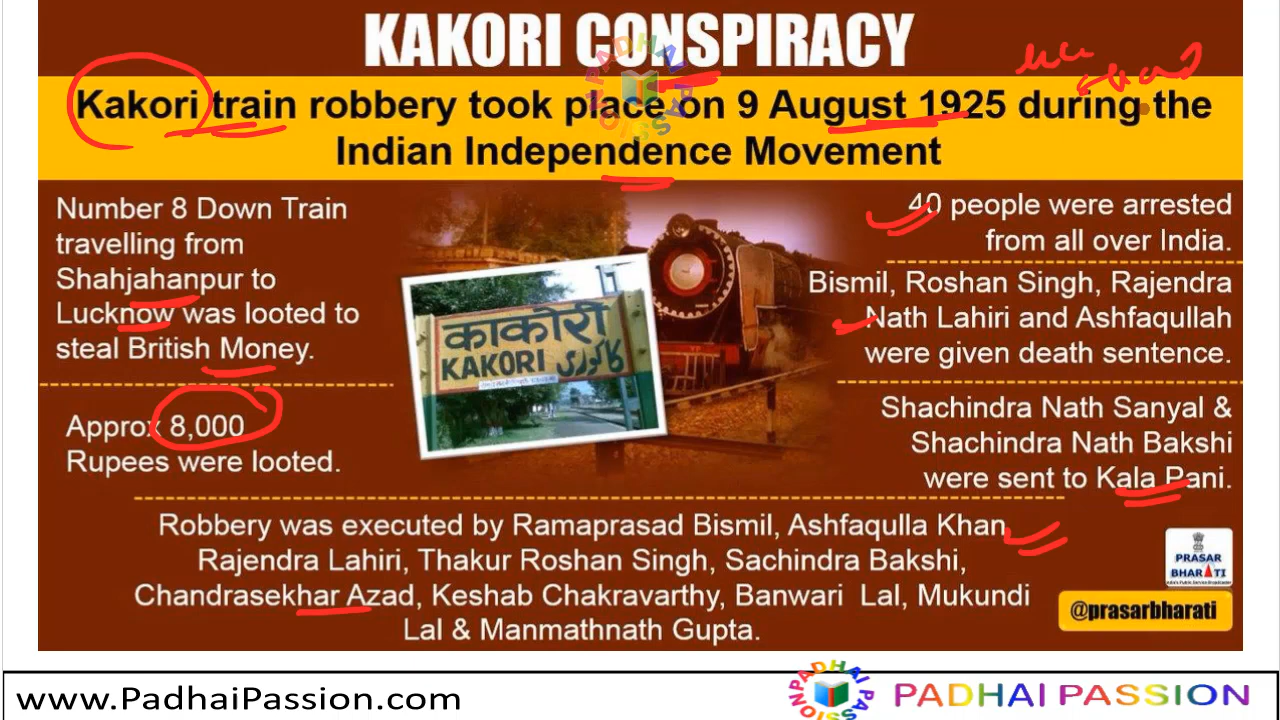 KAKORI CONSPIRACY
Kakori train robbery took place on 9 August 1925 during the
Indian Independence Movement
Number 8 Down Train
travelling from
Shahjahanpur to
Lucknow was looted to
steal British Money.
Approx 8,000
Rupees were looted.
काकोरी
KAKORI کاکوری
40 people were arrested
from all over India.
Bismil, Roshan Singh, Rajendra
Nath Lahiri and Ashfaqullah
were given death sentence.
Shachindra Nath Sanyal &
Shachindra Nath Bakshi
were sent to Kala Pani.
Robbery was executed by Ramaprasad Bismil, Ashfaqulla Khan
Rajendra Lahiri, Thakur Roshan Singh, Sachindra Bakshi,
Chandrasekhar Azad, Keshab Chakravarthy, Banwari Lal, Mukundi
Lal & Manmathnath Gupta.
PRASAR
BHARATI
@prasarbharati
www.PadhaiPassion.com
PADHAI PASSION
PADHAI PASSION
PADHAI PASSION